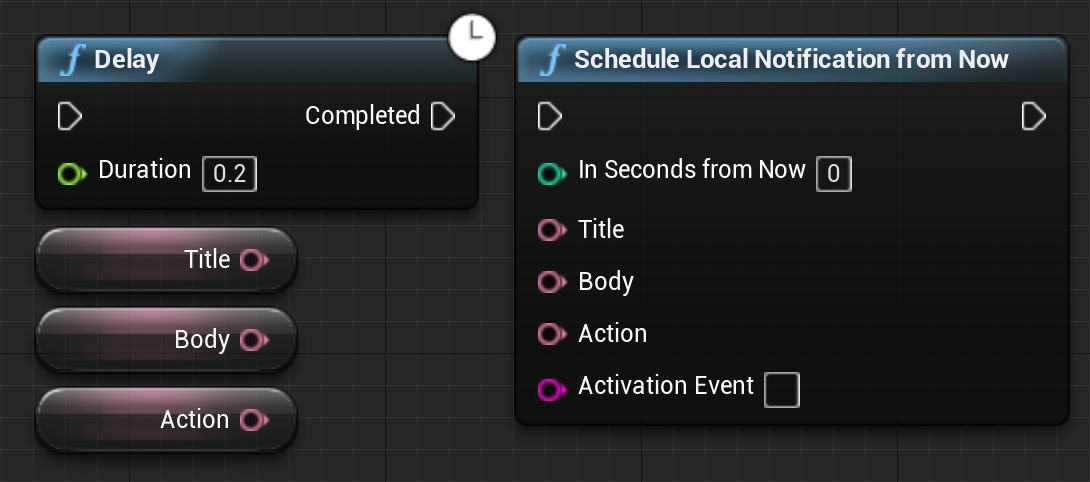 Delay
Completed
Duration 0.2
Title
Body
Action
Schedule Local Notification from Now
In Seconds from Now 0
Title
Body
Action
Activation Event